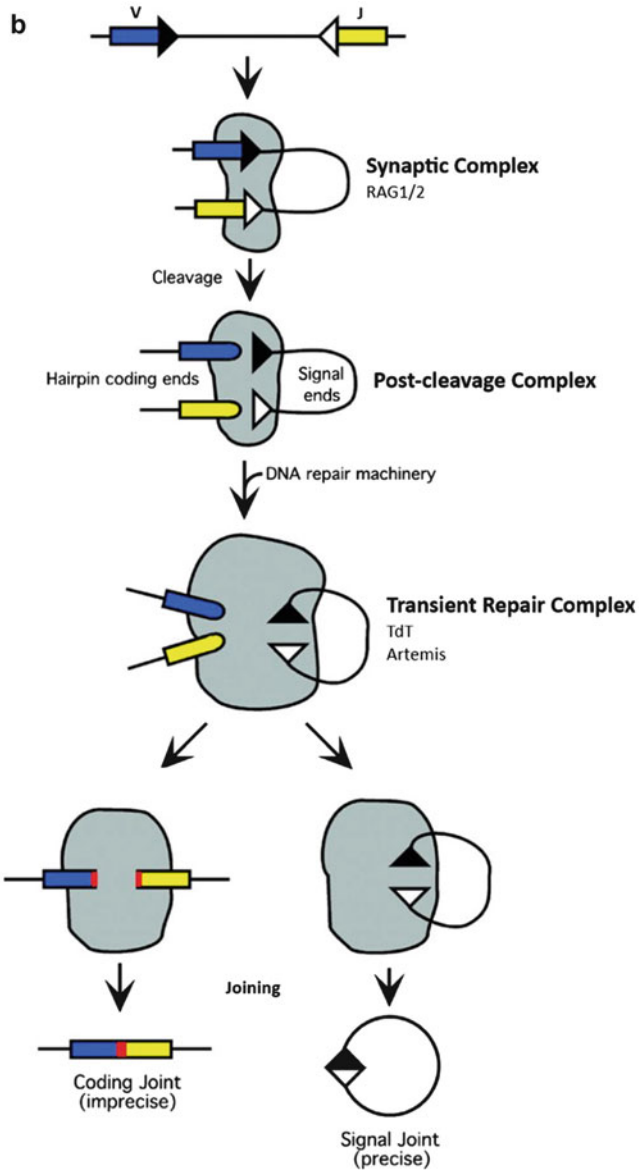 b
V
J
Synaptic Complex
RAG1/2
Cleavage
Hairpin coding ends
Signal
ends
Post-cleavage Complex
DNA repair machinery
Transient Repair Complex
TdT
Artemis
Joining
Coding Joint
(imprecise)
Signal Joint
(precise)